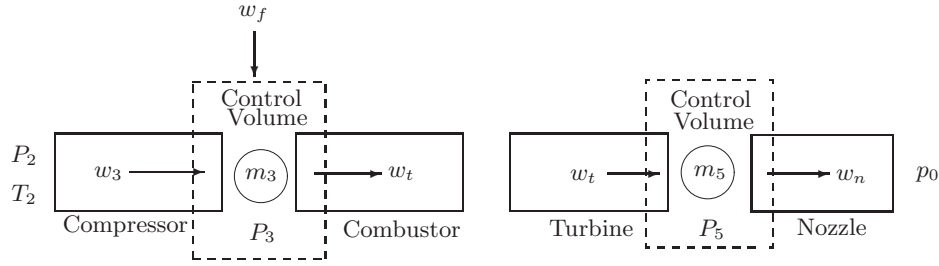 w_f
Control
Volume
P_2
w_3
m_3
w_t
T_2
Compressor
P_3
Combustor
Control
Volume
w_t
m_5
w_n
p_0
Turbine
P_5
Nozzle